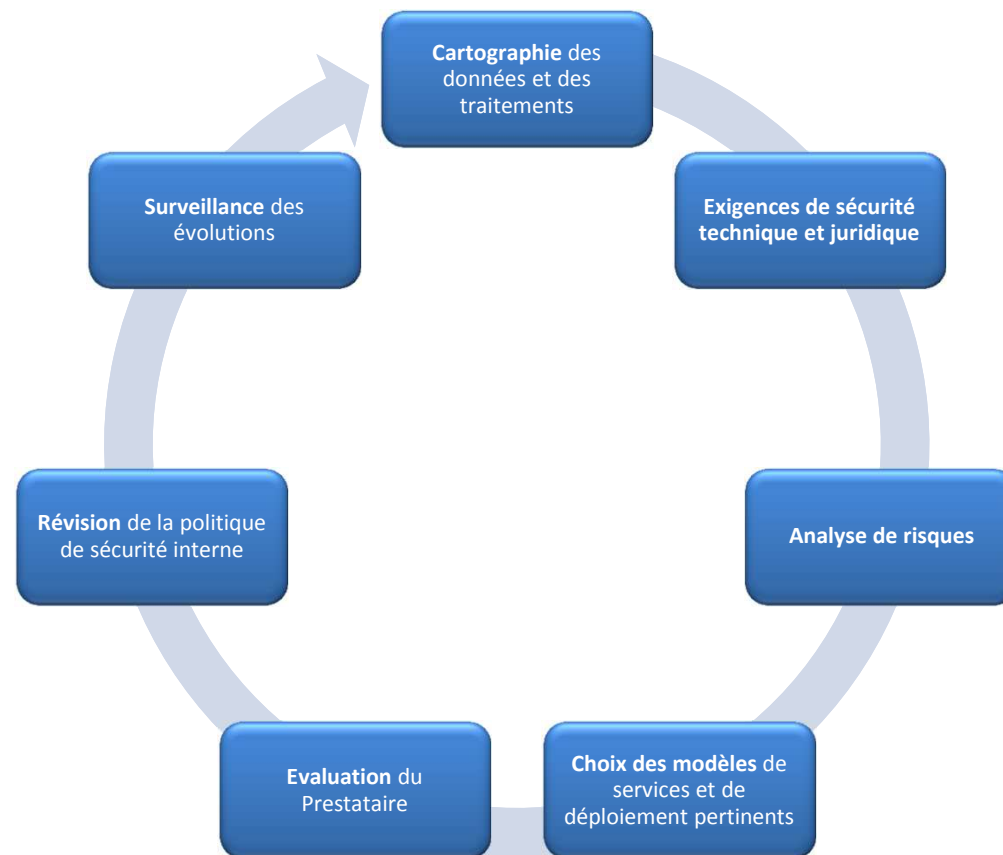 Cartographie des
données et des
traitements
Exigences de sécurité
technique et juridique
Analyse de risques
Choix des modèles de
services et de
déploiement pertinents
Evaluation du
Prestataire
Révision de la politique
de sécurité interne
Surveillance des
évolutions